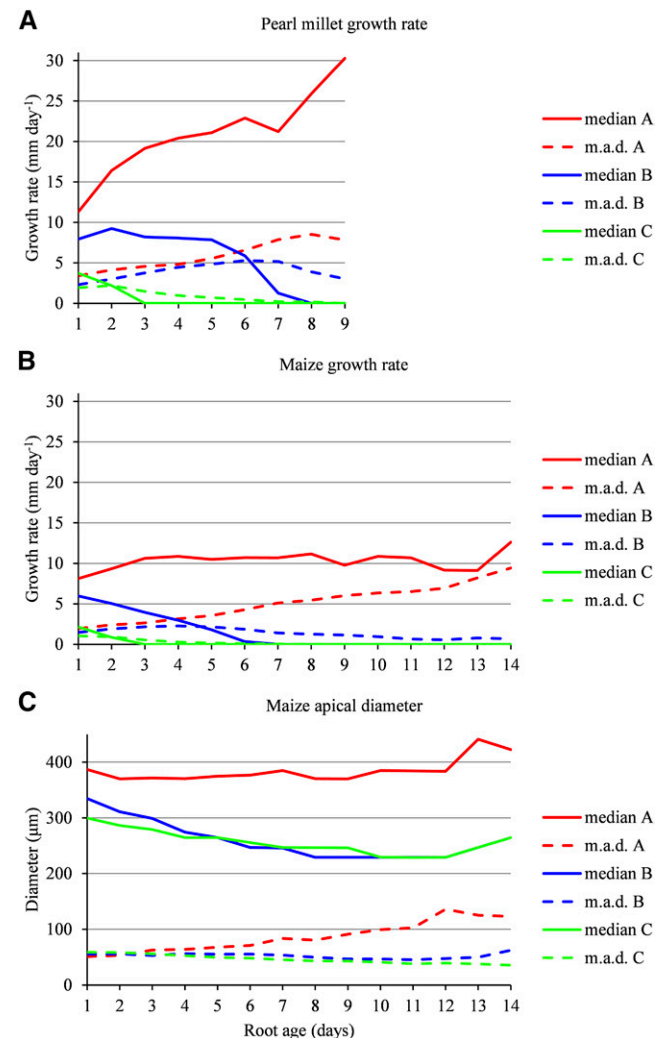 A
Pearl millet growth rate
30
25
20
15
10
5
0
Growth rate (mm day-1)
1 2 3 4 5 6 7 8 9
median A
m.a.d. A
median B
m.a.d. B
median C
m.a.d. C
B
Maize growth rate
30
25
20
15
10
5
0
Growth rate (mm day-1)
1 2 3 4 5 6 7 8 9 10 11 12 13 14
median A
m.a.d. A
median B
m.a.d. B
median C
m.a.d. C
C
Maize apical diameter
400
300
200
100
0
Diameter (µm)
1 2 3 4 5 6 7 8 9 10 11 12 13 14
Root age (days)
median A
m.a.d. A
median B
m.a.d. B
median C
m.a.d. C